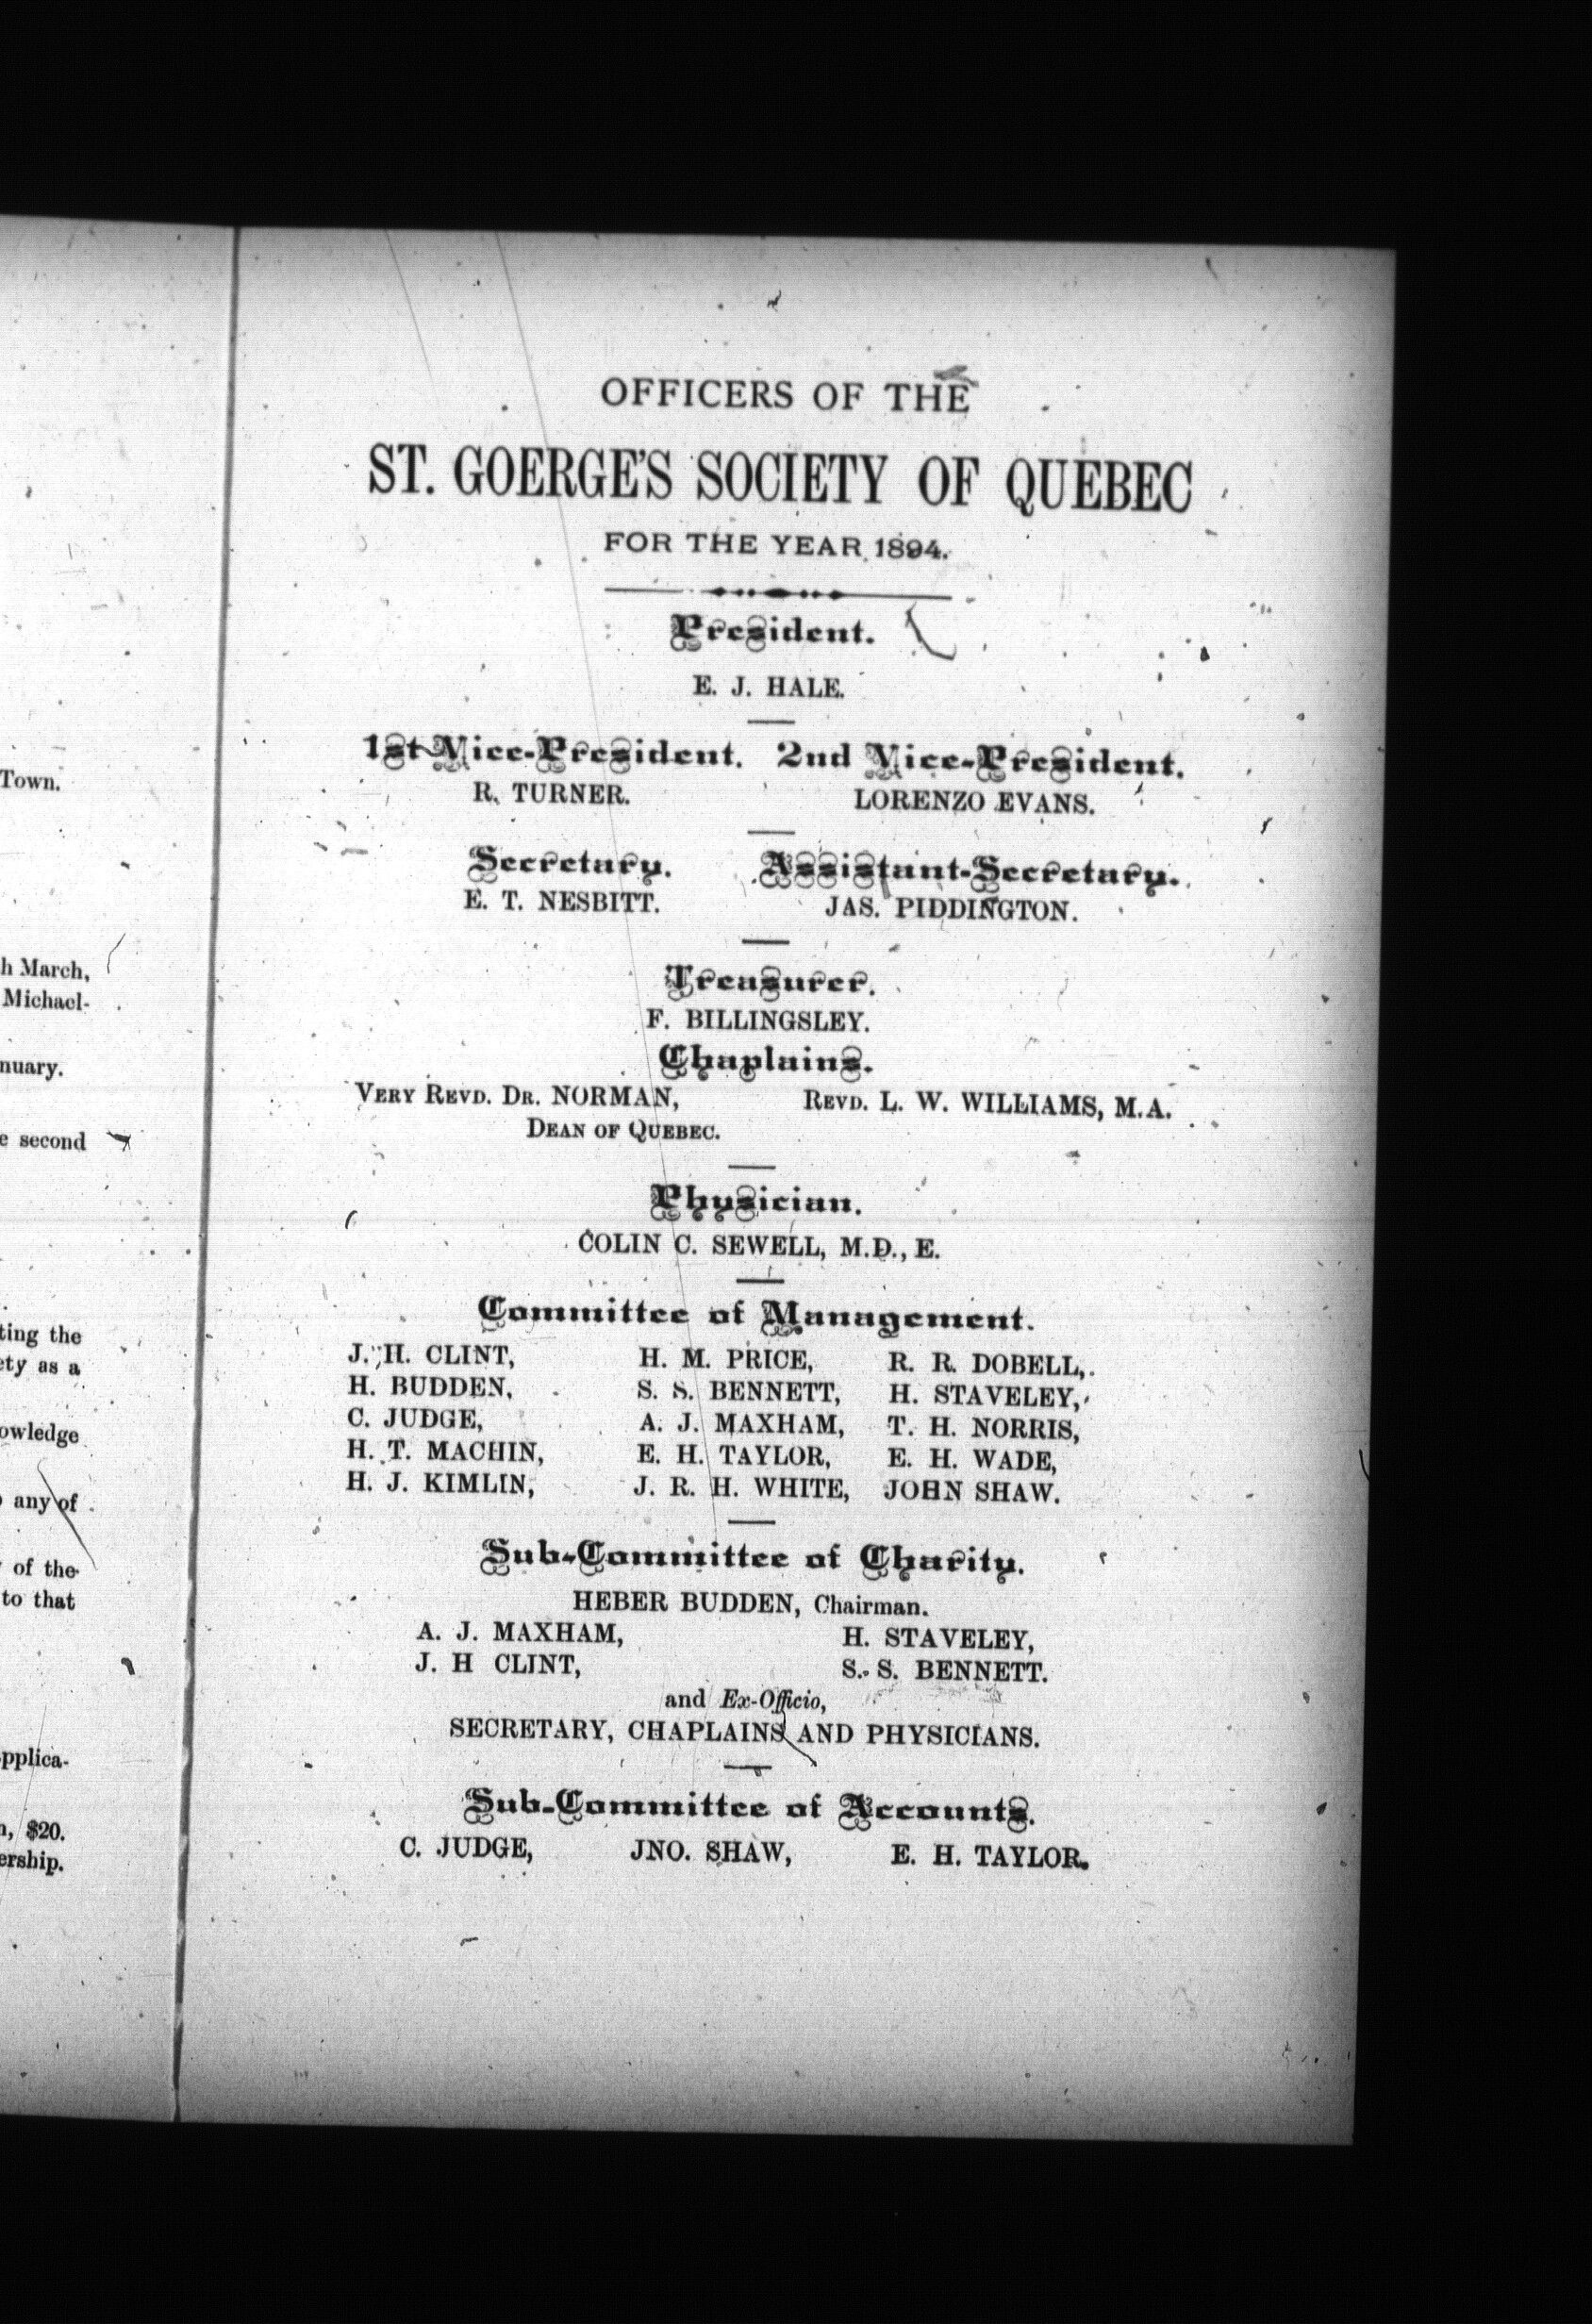 Town.
h March,
Michael-
nuary.
e second
ting the
ety as a
owledge
any of
of the
to that
pplica-
n, $20.
ership.
OFFICERS OF THE
ST. GOERGE'S SOCIETY OF QUEBEC
FOR THE YEAR 1894.
President.
E. J. HALE.
1st Vice-President. 2nd Vice-President.
R. TURNER. LORENZO EVANS.
Secretary. Assistant-Secretary.
E. T. NESBITT. JAS. PIDDINGTON.
Treasurer.
F. BILLINGSLEY.
Chaplains.
VERY REVD. DR. NORMAN, REVD. L. W. WILLIAMS, M.A.
DEAN OF QUEBEC.
Physician.
COLIN C. SEWELL, M.D., E.
Committee of Management.
J. H. CLINT, H. M. PRICE, R. R. DOBELL,
H. BUDDEN, S. S. BENNETT, H. STAVELEY,
C. JUDGE, A. J. MAXHAM, T. H. NORRIS,
H. T. MACHIN, E. H. TAYLOR, E. H. WADE,
H. J. KIMLIN, J. R. H. WHITE, JOHN SHAW.
Sub-Committee of Charity.
HEBER BUDDEN, Chairman.
A. J. MAXHAM, H. STAVELEY,
J. H CLINT, S. S. BENNETT.
and Ex-Officio,
SECRETARY, CHAPLAINS AND PHYSICIANS.
Sub-Committee of Accounts.
C. JUDGE, JNO. SHAW, E. H. TAYLOR.